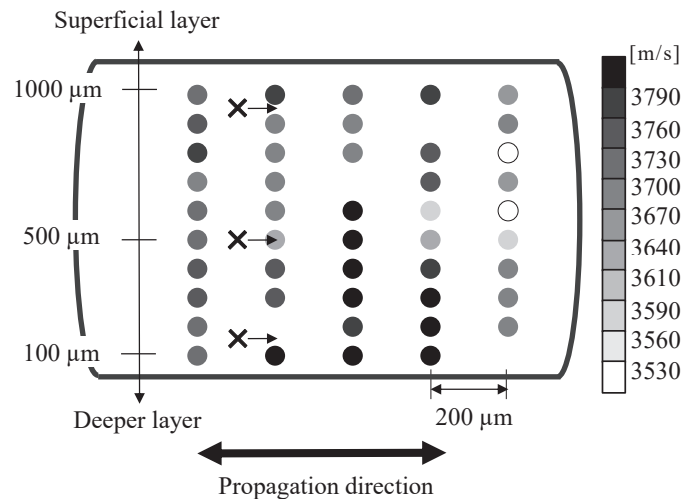 Superficial layer
[m/s]
1000 µm
3790
3760
3730
3700
3670
500 µm
3640
3610
3590
3560
100 µm
3530
200 µm
Deeper layer
Propagation direction